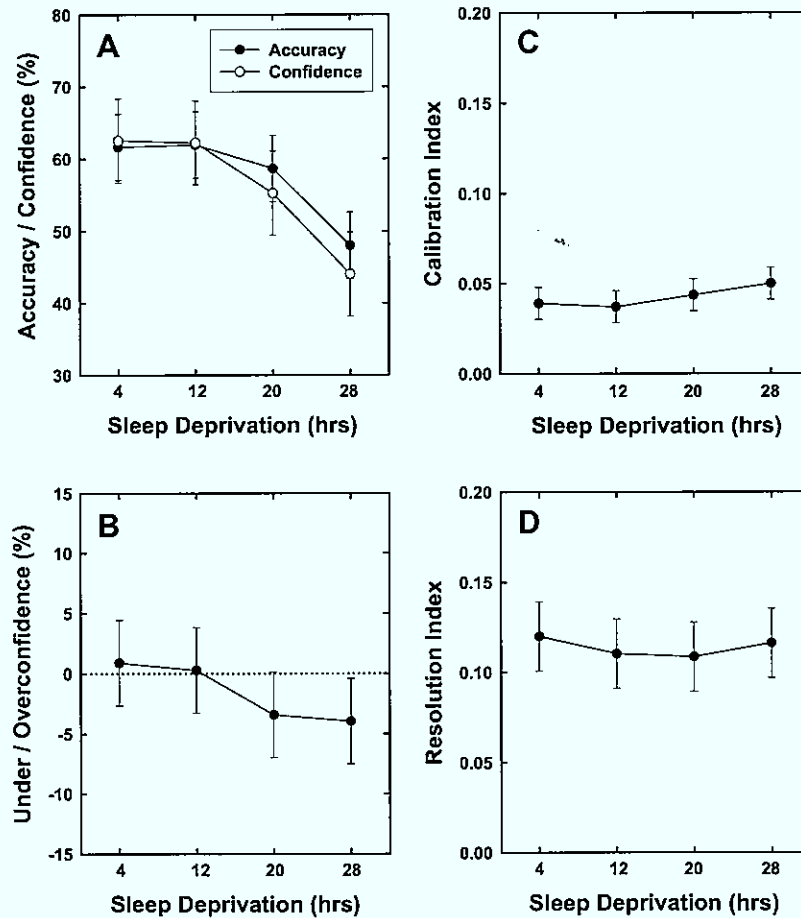 A
Accuracy
Confidence
Accuracy / Confidence (%)
80
70
60
50
40
30
4 12 20 28
Sleep Deprivation (hrs)
C
Calibration Index
0.20
0.15
0.10
0.05
0.00
4 12 20 28
Sleep Deprivation (hrs)
B
Under / Overconfidence (%)
15
10
5
0
-5
-10
-15
4 12 20 28
Sleep Deprivation (hrs)
D
Resolution Index
0.20
0.15
0.10
0.05
0.00
4 12 20 28
Sleep Deprivation (hrs)